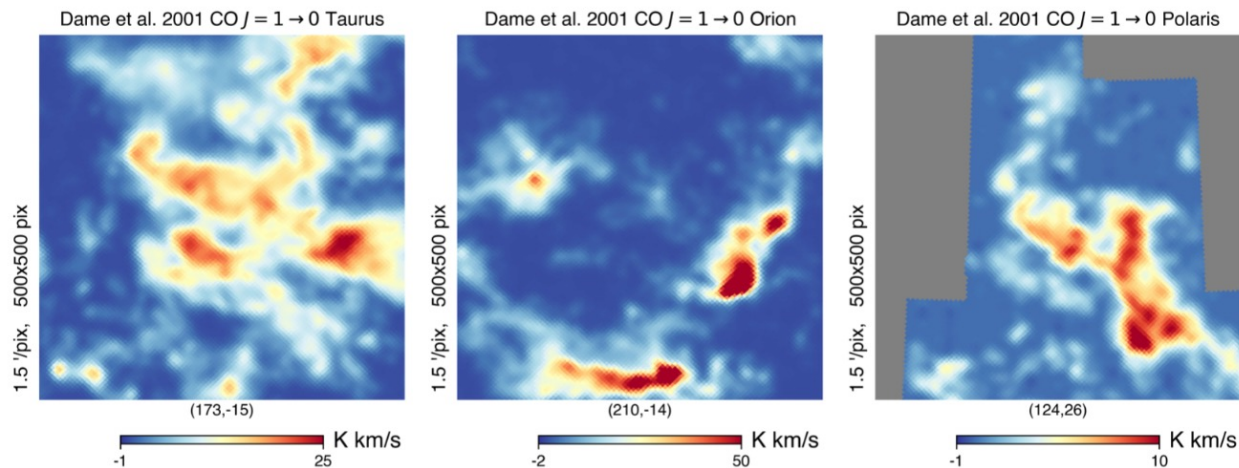 Dame et al. 2001 CO J = 1 → 0 Taurus
1.5 '/pix, 500x500 pix
(173,-15)
K km/s
-1 25
Dame et al. 2001 CO J = 1 → 0 Orion
1.5 '/pix, 500x500 pix
(210,-14)
K km/s
-2 50
Dame et al. 2001 CO J = 1 → 0 Polaris
1.5 '/pix, 500x500 pix
(124,26)
K km/s
-1 10